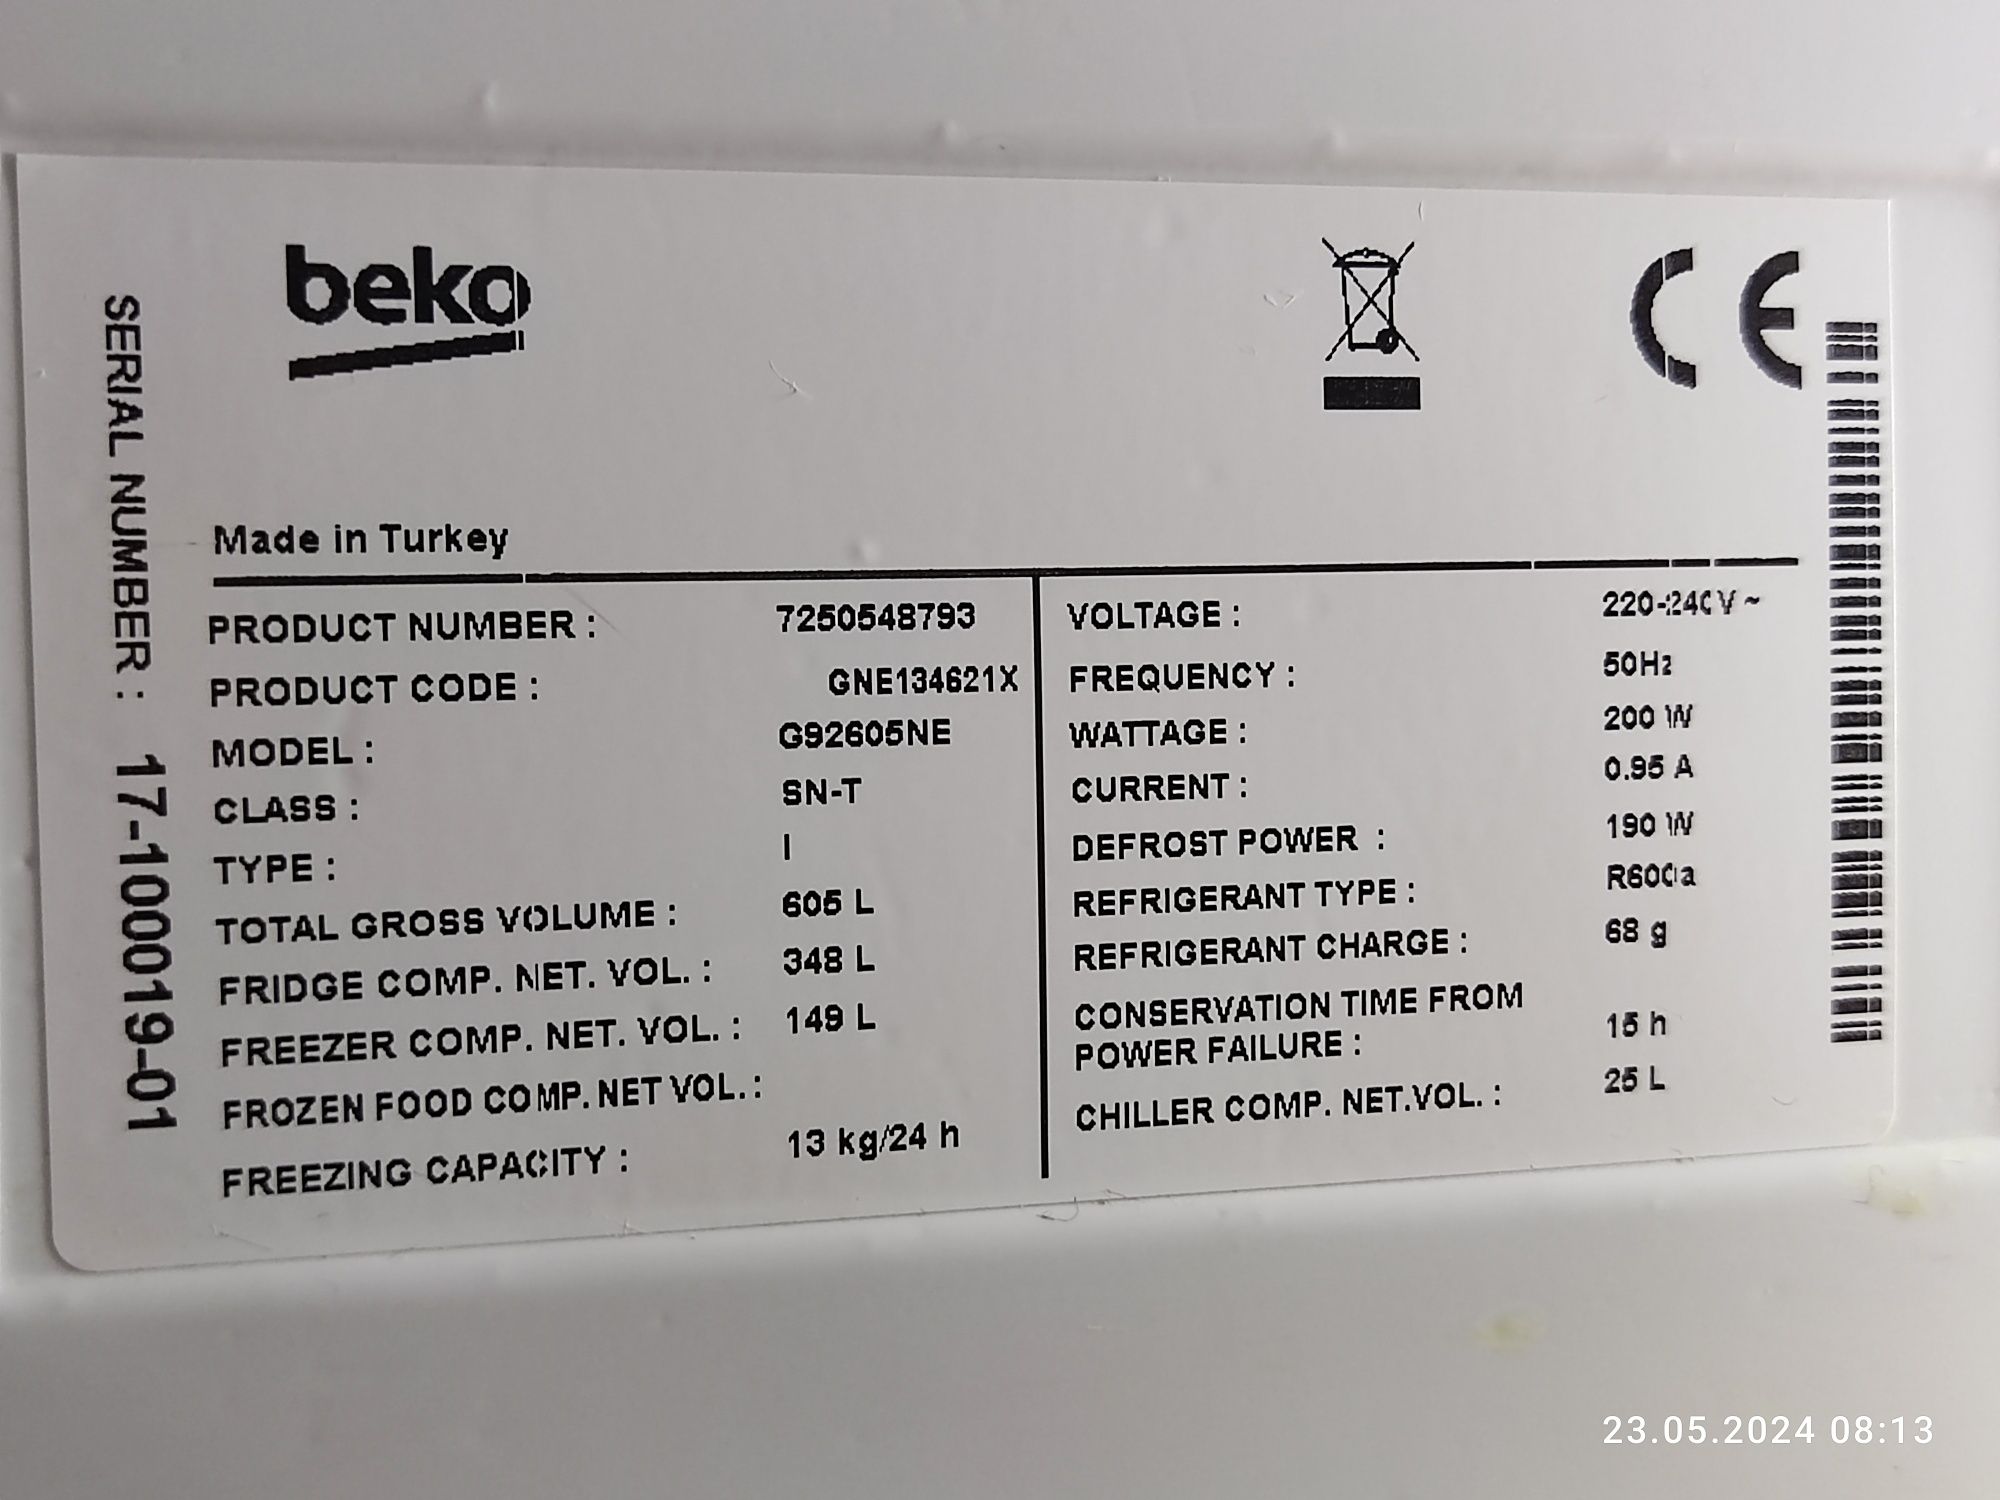 beko
CE
SERIAL NUMBER : 17-100019-01
Made in Turkey
PRODUCT NUMBER : 7250548793
PRODUCT CODE : GNE134621X
MODEL : G92605NE
CLASS : SN-T
TYPE : I
TOTAL GROSS VOLUME : 605 L
FRIDGE COMP. NET. VOL. : 348 L
FREEZER COMP. NET. VOL. : 149 L
FROZEN FOOD COMP. NET VOL. :
FREEZING CAPACITY : 13 kg/24 h
VOLTAGE : 220-240V ~
FREQUENCY : 50Hz
WATTAGE : 200 W
CURRENT : 0.95 A
DEFROST POWER : 190 W
REFRIGERANT TYPE : R600a
REFRIGERANT CHARGE : 68 g
CONSERVATION TIME FROM
POWER FAILURE : 15 h
CHILLER COMP. NET.VOL. : 25 L
23.05.2024 08:13